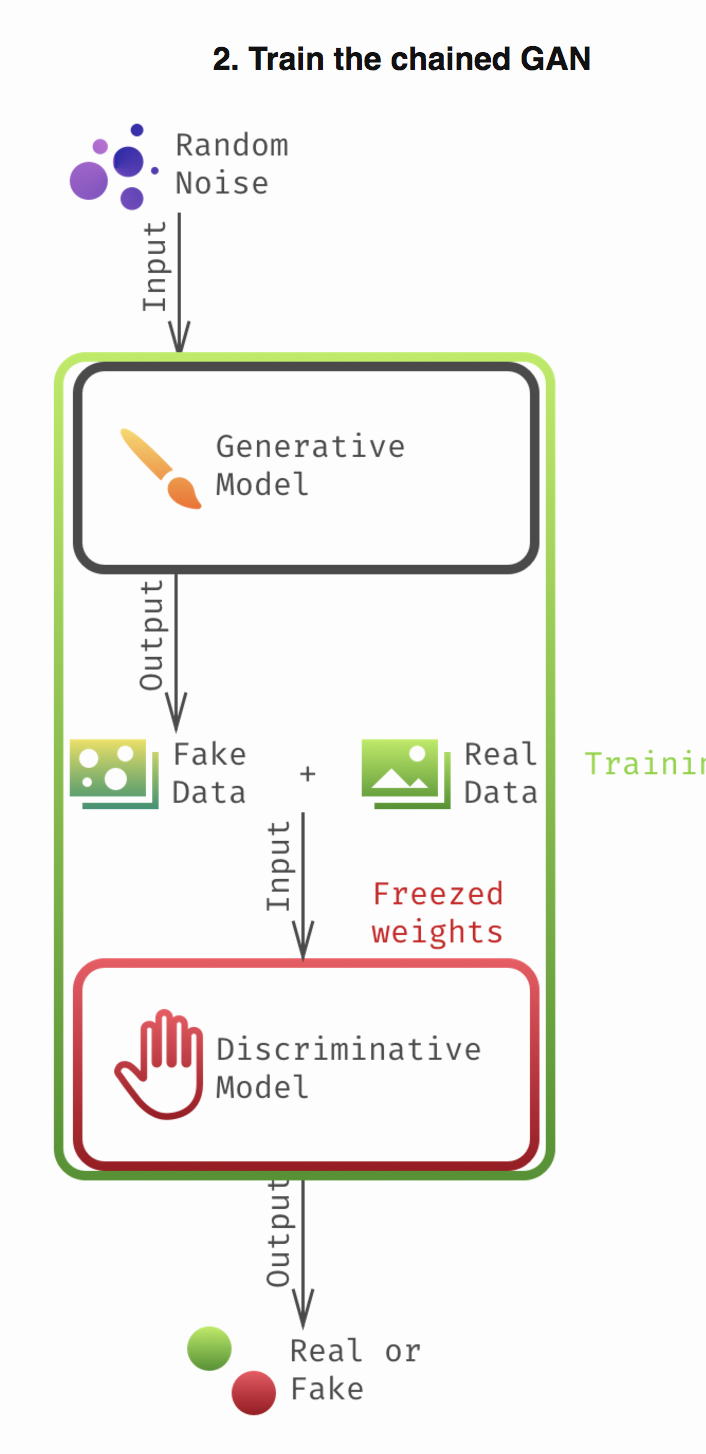 2. Train the chained GAN
Random
Noise
Input
Generative
Model
Output
Fake
Data
+
Real
Data
Input
Freezed
weights
Discriminative
Model
Output
Real or
Fake